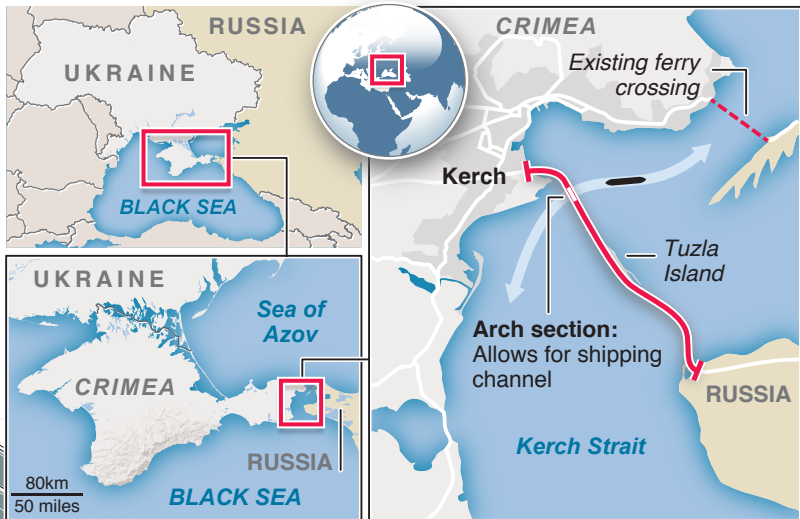 RUSSIA
UKRAINE
BLACK SEA
UKRAINE
Sea of
Azov
CRIMEA
RUSSIA
80km
50 miles
BLACK SEA
CRIMEA
Existing ferry
crossing
Kerch
Tuzla
Island
Arch section:
Allows for shipping
channel
RUSSIA
Kerch Strait